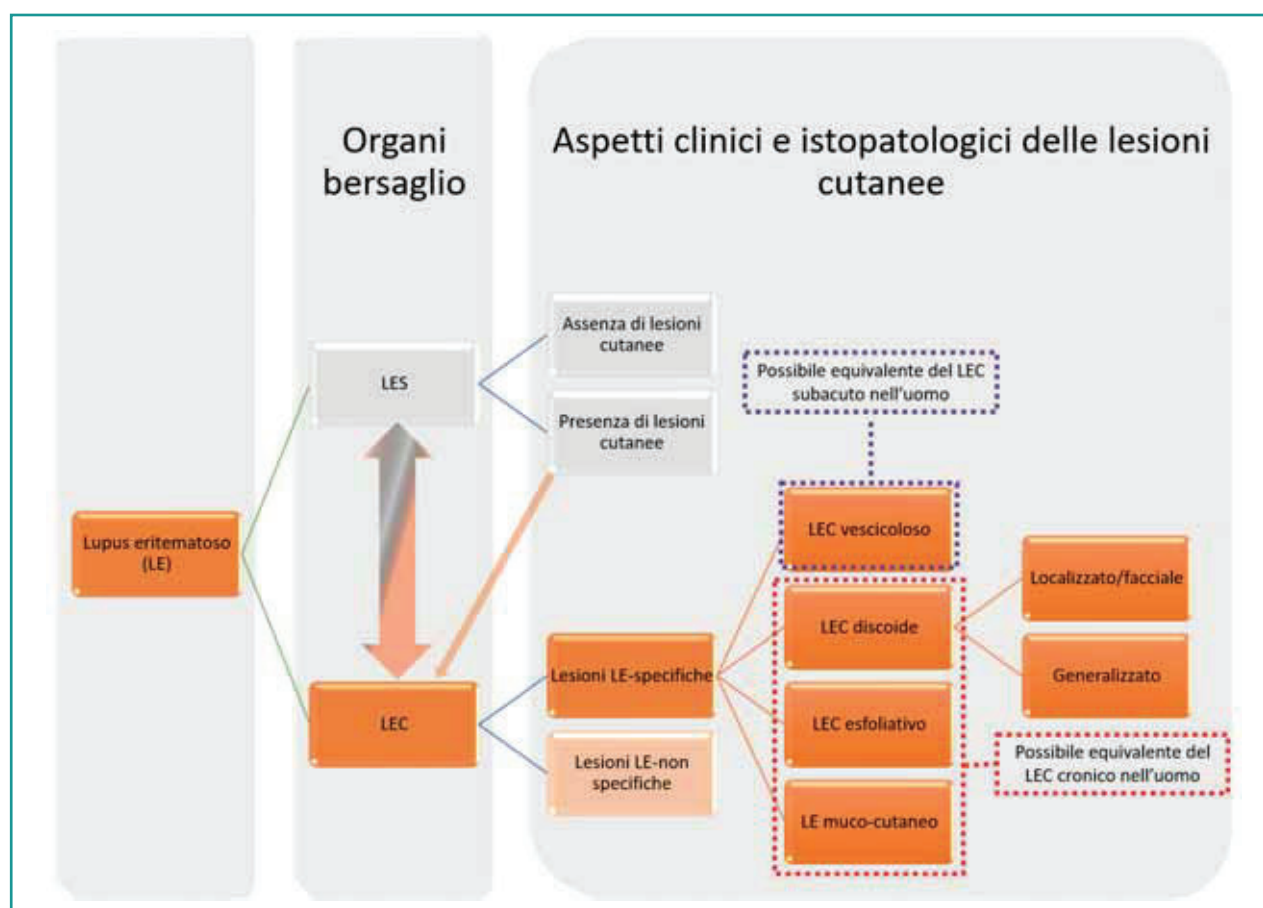 Organi
bersaglio
Aspetti clinici e istopatologici delle lesioni
cutanee
Assenza di lesioni
cutanee
LES
Possibile equivalente del LEC
subacuto nell'uomo
Presenza di lesioni
cutanee
LEC vescicoloso
Lupus eritematoso
(LE)
Localizzato/facciale
LEC discoide
Lesioni LE-specifiche
Generalizzato
LEC
LEC esfoliativo
Lesioni LE-non
specifiche
Possibile equivalente del
LEC cronico nell'uomo
LE muco-cutaneo